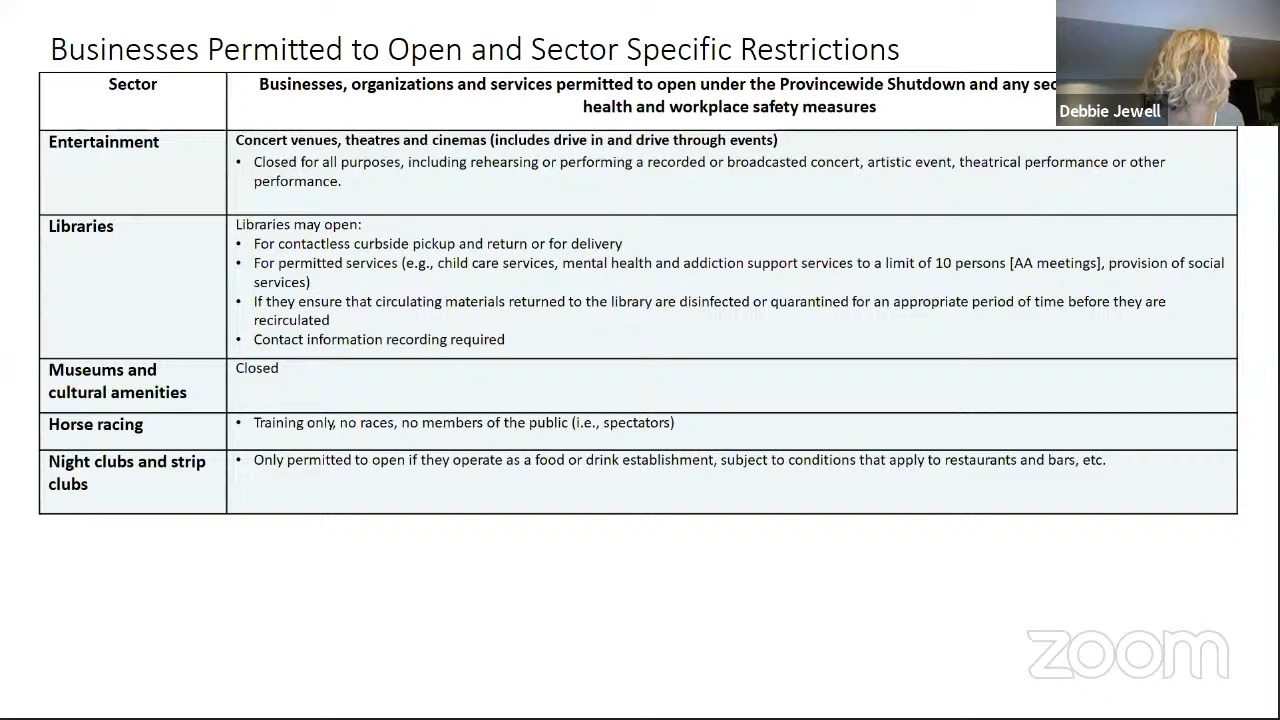 Businesses Permitted to Open and Sector Specific Restrictions
Debbie Jewell
Sector
Businesses, organizations and services permitted to open under the Provincewide Shutdown and any
health and workplace safety measures
Entertainment
Concert venues, theatres and cinemas (includes drive in and drive through events)
• Closed for all purposes, including rehearsing or performing a recorded or broadcasted concert, artistic event, theatrical performance or other
performance.
Libraries
Libraries may open:
• For contactless curbside pickup and return or for delivery
• For permitted services (e.g., child care services, mental health and addiction support services to a limit of 10 persons [AA meetings], provision of social
services)
• If they ensure that circulating materials returned to the library are disinfected or quarantined for an appropriate period of time before they are
recirculated
• Contact information recording required
Museums and
cultural amenities
Closed
Horse racing
• Training only, no races, no members of the public (i.e., spectators)
Night clubs and strip
clubs
• Only permitted to open if they operate as a food or drink establishment, subject to conditions that apply to restaurants and bars, etc.
zoom